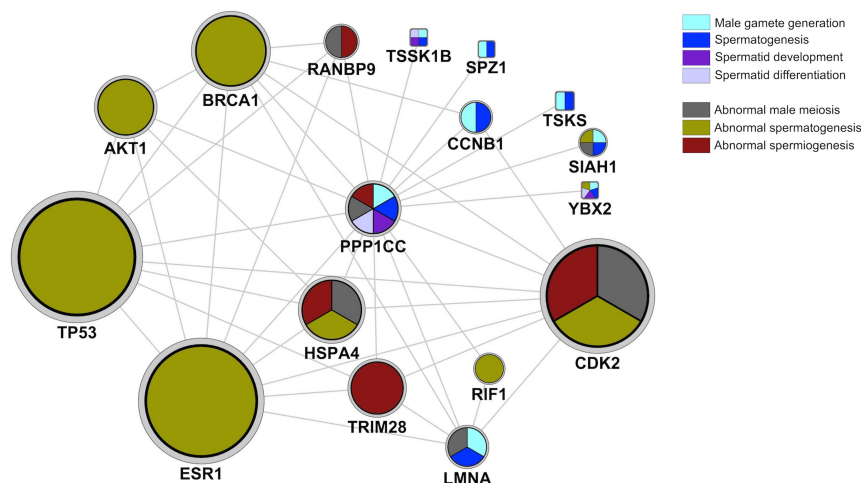 TSSK1B
SPZ1
RANBP9
BRCA1
TSKS
CCNB1
AKT1
SIAH1
YBX2
PPP1CC
TP53
HSPA4
CDK2
RIF1
TRIM28
ESR1
LMNA
Male gamete generation
Spermatogenesis
Spermatid development
Spermatid differentiation
Abnormal male meiosis
Abnormal spermatogenesis
Abnormal spermiogenesis